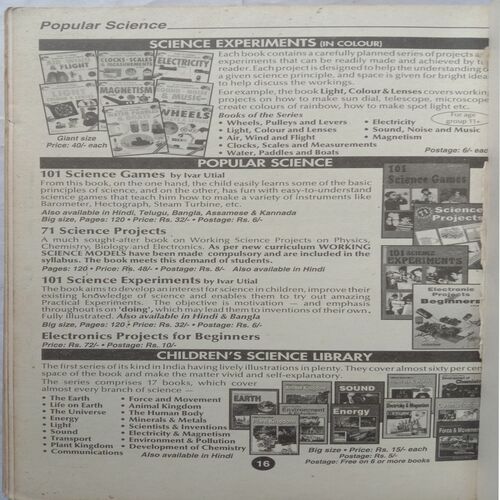 Popular Science
SCIENCE EXPERIMENTS (IN COLOUR)
Each book contains a carefully planned series of projects
experiments that can be readily made and achieved by
reader. Each project is designed to help the understanding
a given science principle, and space is given for bright
to help discuss the workings.
For example, the book Light, Colour & Lenses covers
projects on how to make sun dial, telescope, microscope
create colours of rainbow, how to make spot light etc.
Books of the Series
For age
group 11+
• Wheels, Pulleys and Levers
• Electricity
• Light, Colour and Lenses
• Sound, Noise and Music
• Air, Wind and Flight
• Magnetism
• Clocks, Scales and Measurements
• Water, Paddles and Boats
Postage: 6/- each
& FLIGHT
CLOCKS·SCALES
& MEASUREMENTS
ELECTRICITY
LIGHT,
MAGNETISM
& MUSIC
WHEELS
Giant size
Price: 40/- each
POPULAR SCIENCE
101 Science Games by Ivar Utial
From this book, on the one hand, the child easily learns some of the basic
principles of science, and on the other, has fun with easy-to-understand
science games that teach him how to make a variety of instruments like
Barometer, Hectograph, Steam Turbine, etc.
Also available in Hindi, Telugu, Bangla, Assamese & Kannada
Big size, Pages: 120 • Price: Rs. 32/- • Postage: Rs. 6/-
71 Science Projects
A much sought-after book on Working Science Projects on Physics,
Chemistry, Biology and Electronics. As per new curriculum WORKING
SCIENCE MODELS have been made compulsory and are included in the
syllabus. The book meets this demand of students.
Pages: 120 • Price: Rs. 48/- • Postage: Rs. 8/- Also available in Hindi
101 Science Experiments by Ivar Utial
The book aims to develop an interest for science in children, improve their
existing knowledge of science and enables them to try out amazing
Practical Experiments. The objective is motivation — and emphasis
throughout is on 'doing', which may lead them to inventions of their own.
Fully illustrated. Also available in Hindi & Bangla
Big size, Pages: 120 • Price: Rs. 32/- • Postage: Rs. 6/-
Electronics Projects for Beginners
Price: Rs. 72/- • Postage: Rs. 10/-
101
Science Games
71
Science
Projects
101 SCIENCE
EXPERIMENTS
Electronic
Projects
Beginners
CHILDREN'S SCIENCE LIBRARY
The first series of its kind in India having lively illustrations in plenty. They cover almost sixty per cent
space of the book and make the matter vivid and self-explanatory.
The series comprises 17 books, which cover
almost every branch of science —
• The Earth
• Life on Earth
• The Universe
• Energy
• Light
• Sound
• Transport
• Plant Kingdom
• Communications
• Force and Movement
• Animal Kingdom
• The Human Body
• Minerals & Metals
• Scientists & Inventions
• Electricity & Magnetism
• Environment & Pollution
• Development of Chemistry
Also available in Hindi
EARTH
SOUND
Environment
Energy
Plant Kingdom
Electricity & Magnetism
Force & Movement
Big size • Price: Rs. 15/- each
Postage: Rs. 5/-
Postage: Free on 6 or more books
16